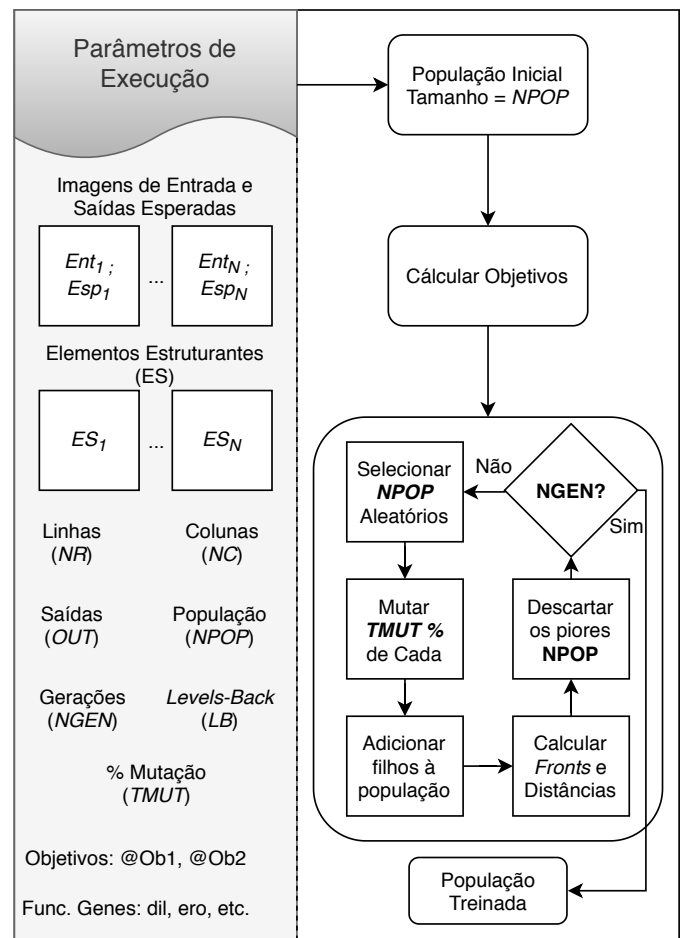 Parâmetros de
Execução
Imagens de Entrada e
Saídas Esperadas
Ent1 ;
Esp1
...
EntN ;
EspN
Elementos Estruturantes
(ES)
ES1
...
ESN
Linhas
(NR)
Colunas
(NC)
Saídas
(OUT)
População
(NPOP)
Gerações
(NGEN)
Levels-Back
(LB)
% Mutação
(TMUT)
Objetivos: @Ob1, @Ob2
Func. Genes: dil, ero, etc.
População Inicial
Tamanho = NPOP
Cálcular Objetivos
NGEN?
Não
Sim
Selecionar
NPOP
Aleatórios
Mutar
TMUT %
de Cada
Adicionar
filhos à
população
Calcular
Fronts e
Distâncias
Descartar
os piores
NPOP
População
Treinada